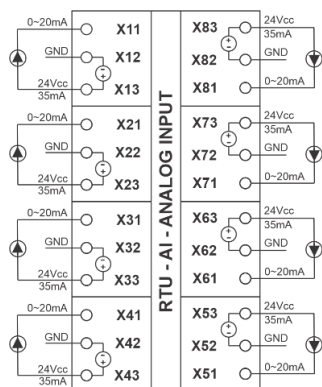 0~20mA X11
GND X12
24Vcc X13
35mA
0~20mA X21
GND X22
24Vcc X23
35mA
0~20mA X31
GND X32
24Vcc X33
35mA
0~20mA X41
GND X42
24Vcc X43
35mA
RTU - AI - ANALOG INPUT
X83 24Vcc
35mA
X82 GND
X81 0~20mA
X73 24Vcc
35mA
X72 GND
X71 0~20mA
X63 24Vcc
35mA
X62 GND
X61 0~20mA
X53 24Vcc
35mA
X52 GND
X51 0~20mA